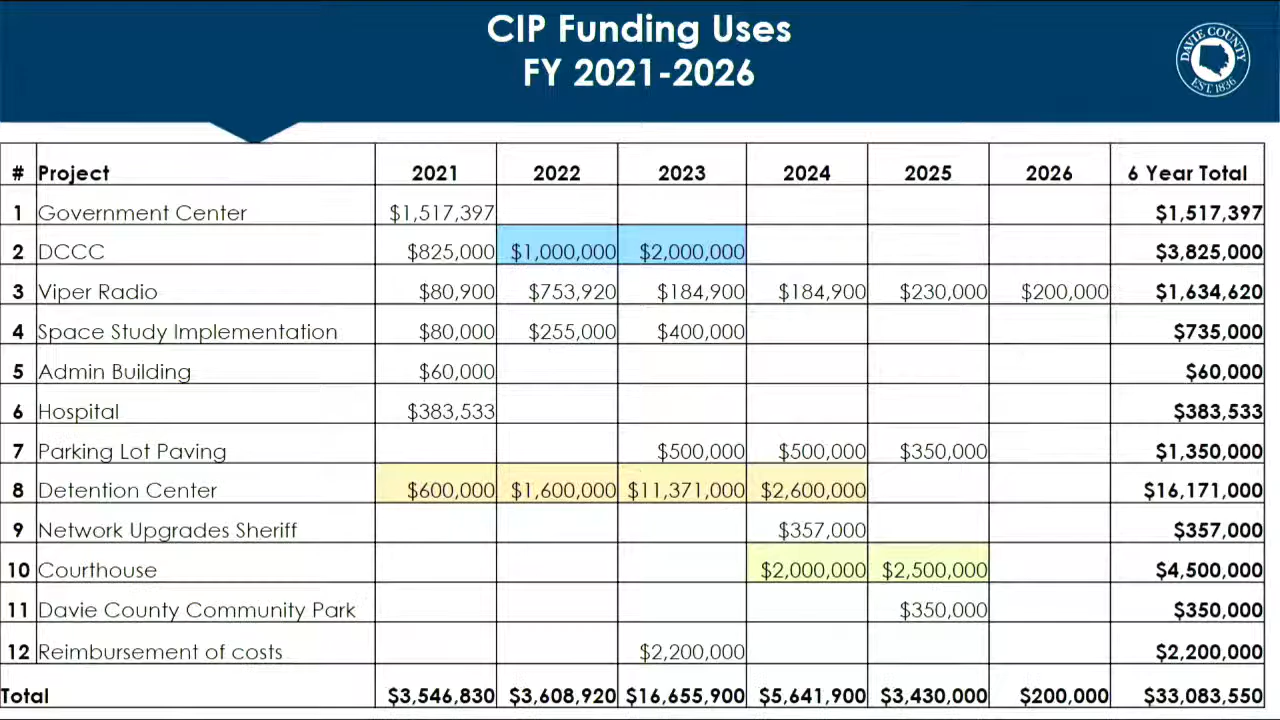 CIP Funding Uses
FY 2021-2026
DAVIE COUNTY
EST. 1836
# Project 2021 2022 2023 2024 2025 2026 6 Year Total
1 Government Center $1,517,397 $1,517,397
2 DCCC $825,000 $1,000,000 $2,000,000 $3,825,000
3 Viper Radio $80,900 $753,920 $184,900 $184,900 $230,000 $200,000 $1,634,620
4 Space Study Implementation $80,000 $255,000 $400,000 $735,000
5 Admin Building $60,000 $60,000
6 Hospital $383,533 $383,533
7 Parking Lot Paving $500,000 $500,000 $350,000 $1,350,000
8 Detention Center $600,000 $1,600,000 $11,371,000 $2,600,000 $16,171,000
9 Network Upgrades Sheriff $357,000 $357,000
10 Courthouse $2,000,000 $2,500,000 $4,500,000
11 Davie County Community Park $350,000 $350,000
12 Reimbursement of costs $2,200,000 $2,200,000
Total $3,546,830 $3,608,920 $16,655,900 $5,641,900 $3,430,000 $200,000 $33,083,550